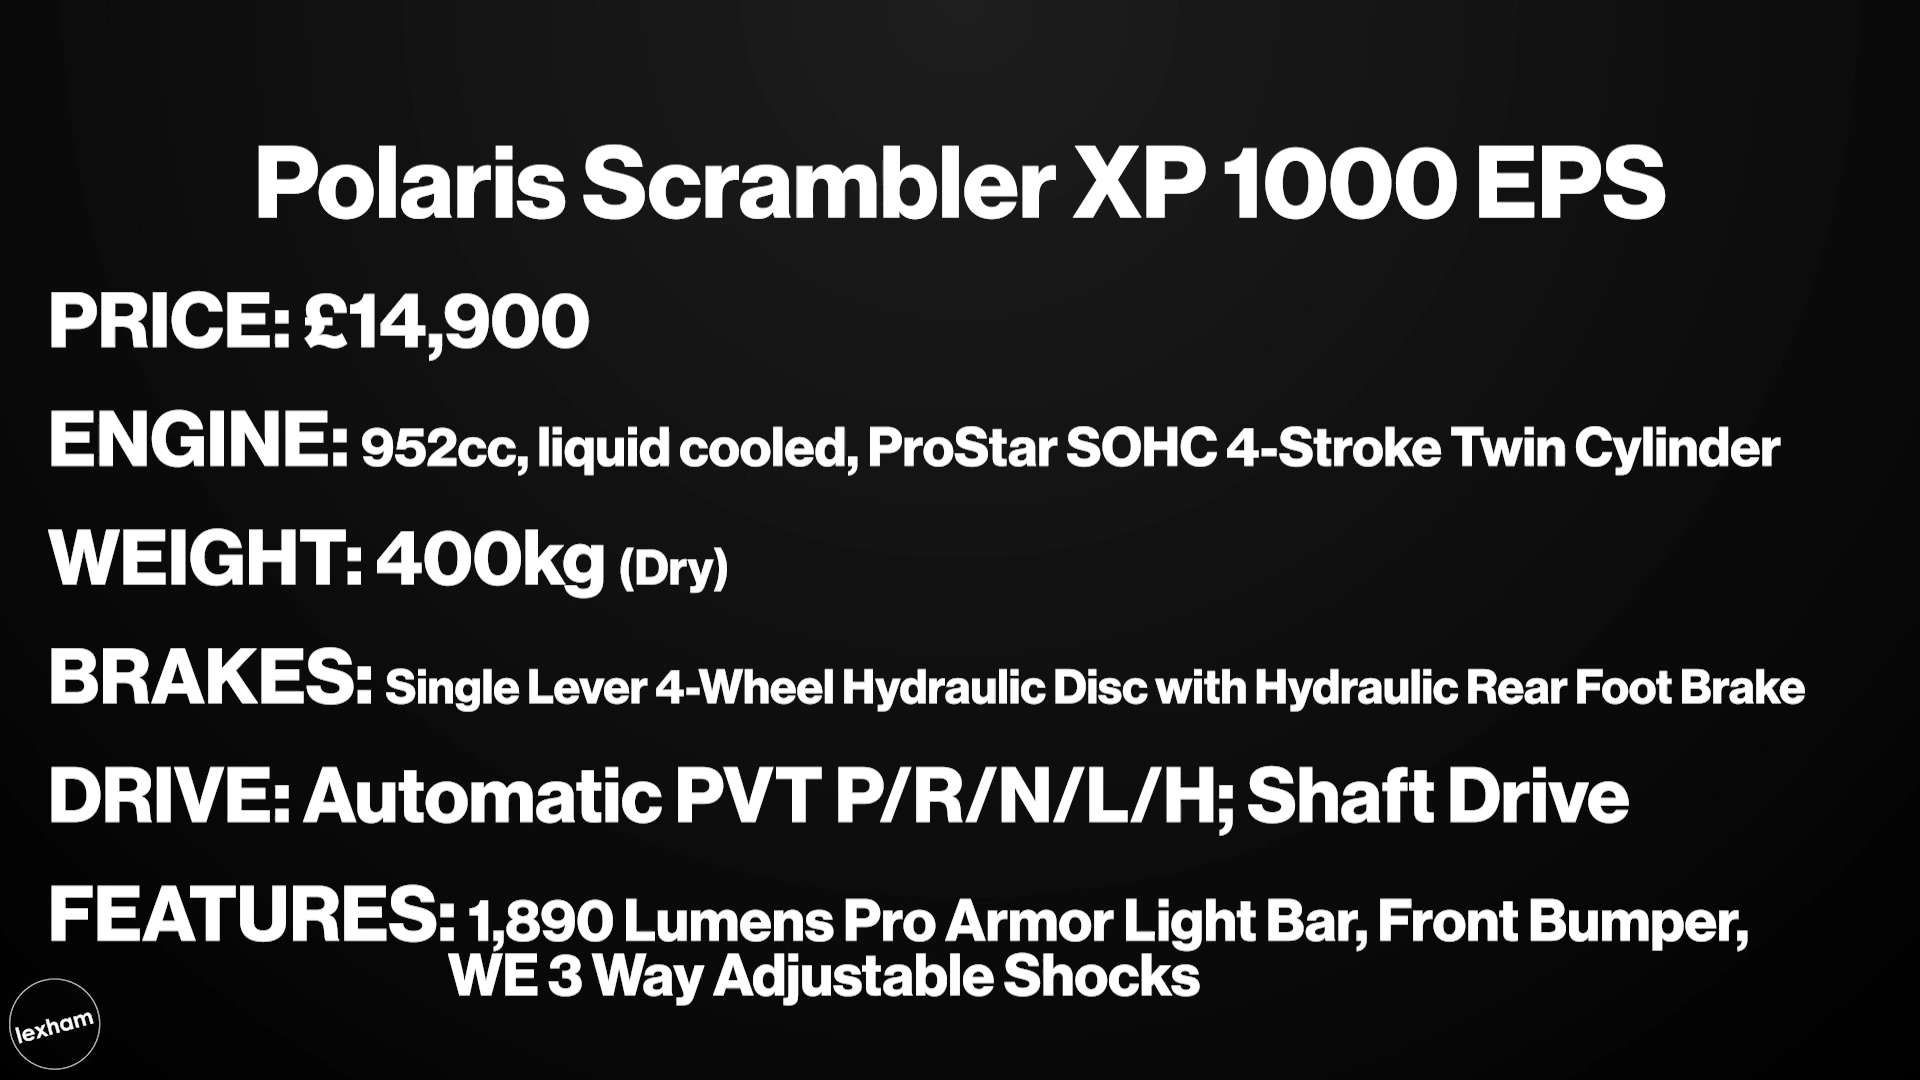 Polaris Scrambler XP 1000 EPS
PRICE: £14,900
ENGINE: 952cc, liquid cooled, ProStar SOHC 4-Stroke Twin Cylinder
WEIGHT: 400kg (Dry)
BRAKES: Single Lever 4-Wheel Hydraulic Disc with Hydraulic Rear Foot Brake
DRIVE: Automatic PVT P/R/N/L/H; Shaft Drive
FEATURES: 1,890 Lumens Pro Armor Light Bar, Front Bumper,
WE 3 Way Adjustable Shocks
lexham